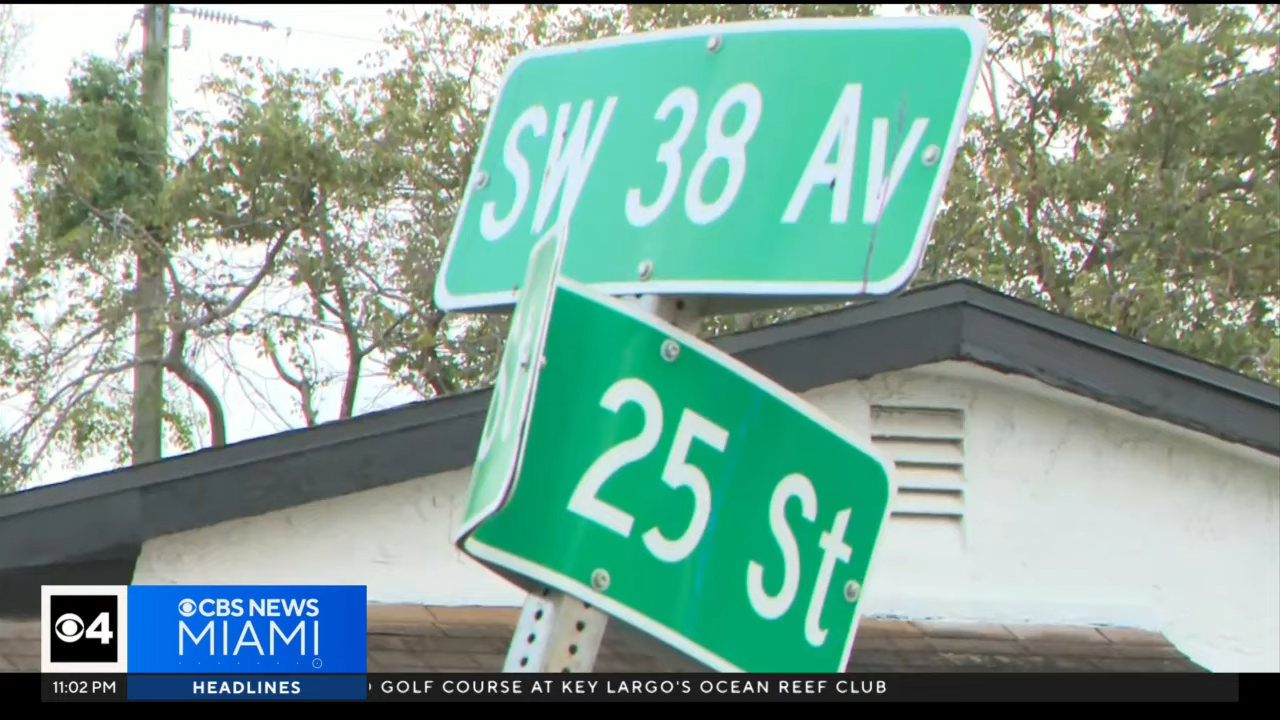 SW 38 Av
25 St
4
CBS NEWS
MIAMI
11:02 PM
HEADLINES
GOLF COURSE AT KEY LARGO'S OCEAN REEF CLUB